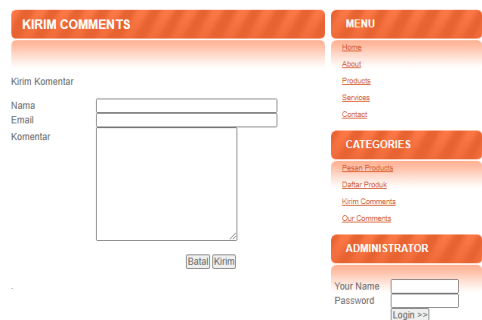 KIRIM COMMENTS
Kirim Komentar
Nama
Email
Komentar
Batal Kirim
.
MENU
Home
About
Products
Services
Contact
CATEGORIES
Pesan Products
Daftar Produk
Kirim Comments
Our Comments
ADMINISTRATOR
Your Name
Password
Login >>